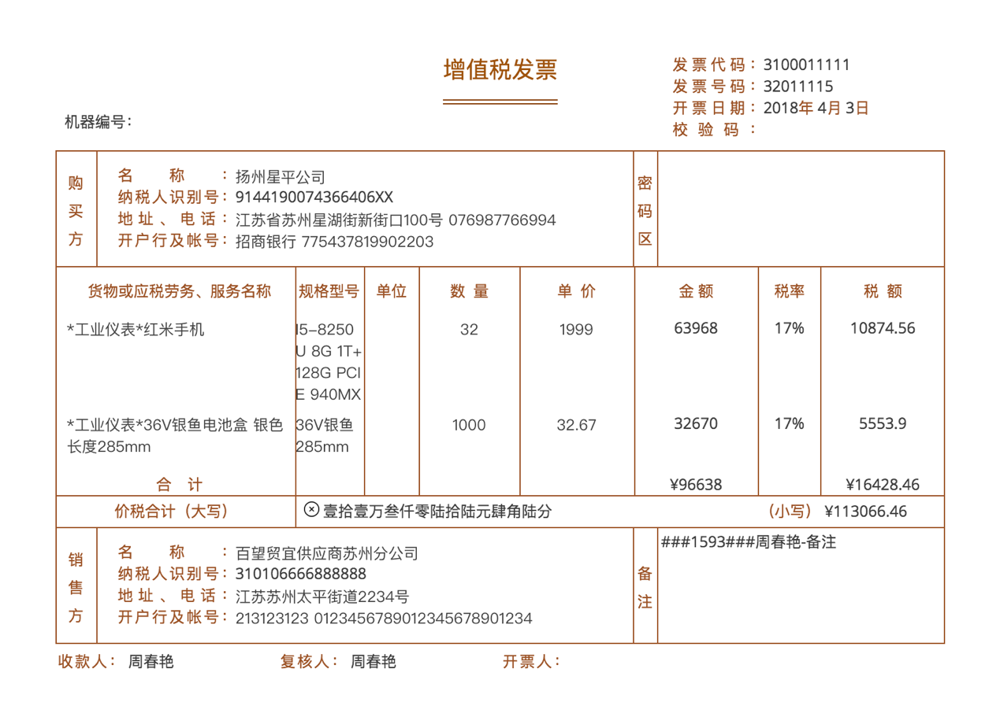 增值税发票
发票代码：3100011111
发票号码：32011115
开票日期：2018年 4月 3日
校验码：
机器编号：
购买方
名称：扬州星平公司
纳税人识别号：9144190074366406XX
地址、电话：江苏省苏州星湖街新街口100号 076987766994
开户行及帐号：招商银行 775437819902203
密码区
货物或应税劳务、服务名称 规格型号 单位 数量 单价 金额 税率 税额
*工业仪表*红米手机 I5-8250 32 1999 63968 17% 10874.56
U 8G 1T+
128G PCI
E 940MX
*工业仪表*36V银鱼电池盒 银色 36V银鱼 1000 32.67 32670 17% 5553.9
长度285mm 285mm
合计 ¥96638 ¥16428.46
价税合计（大写） ⊗壹拾壹万叁仟零陆拾陆元肆角陆分 （小写） ¥113066.46
销售方
名称：百望贸宜供应商苏州分公司
纳税人识别号：310106666888888
地址、电话：江苏苏州太平街道2234号
开户行及帐号：213123123 0123456789012345678901234
备注
###1593###周春艳-备注
收款人：周春艳 复核人：周春艳 开票人：